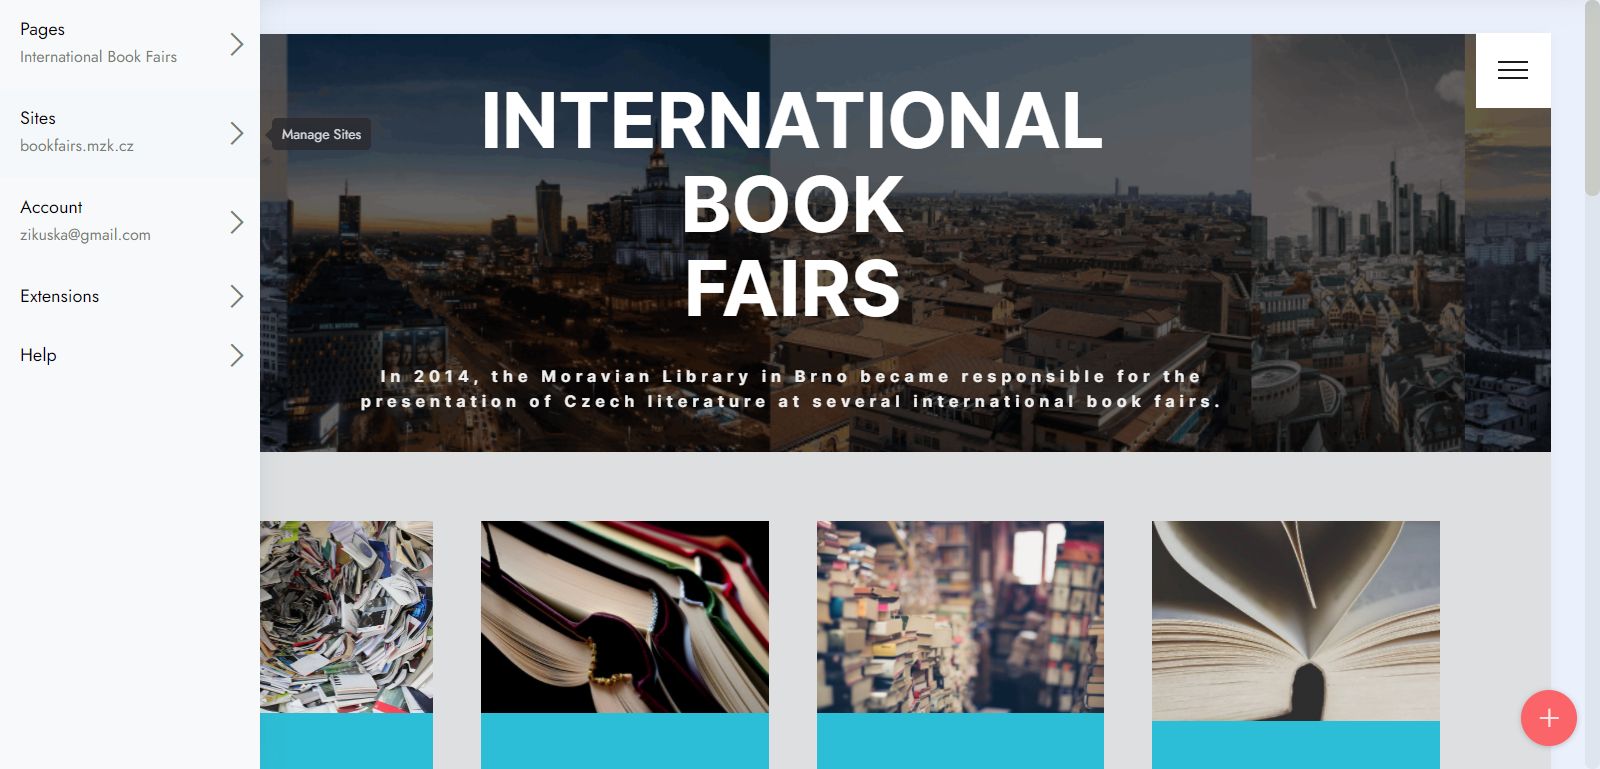 Pages
International Book Fairs
Sites
bookfairs.mzk.cz
Manage Sites
Account
zikuska@gmail.com
Extensions
Help
INTERNATIONAL
BOOK
FAIRS
In 2014, the Moravian Library in Brno became responsible for the
presentation of Czech literature at several international book fairs.